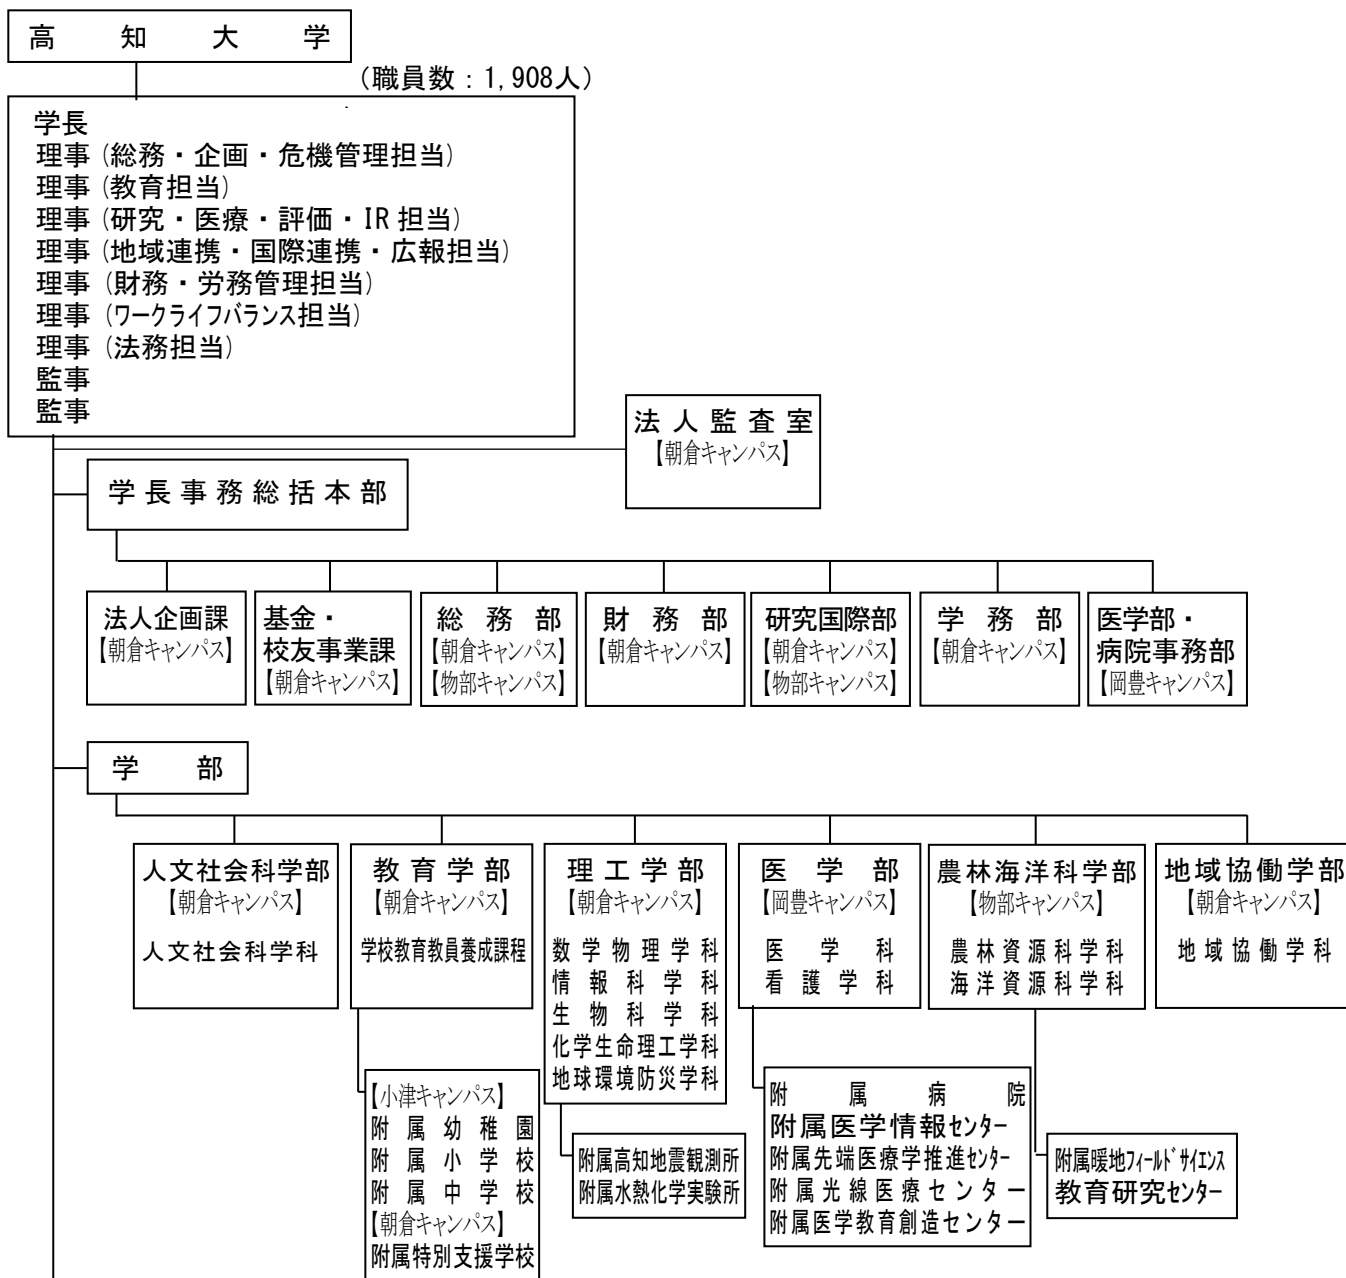 高知大学
(職員数：1,908人)
学長
理事(総務・企画・危機管理担当)
理事(教育担当)
理事(研究・医療・評価・IR担当)
理事(地域連携・国際連携・広報担当)
理事(財務・労務管理担当)
理事(ワークライフバランス担当)
理事(法務担当)
監事
監事
法人監査室
【朝倉キャンパス】
学長事務総括本部
法人企画課
【朝倉キャンパス】
基金・
校友事業課
【朝倉キャンパス】
総務部
【朝倉キャンパス】
【物部キャンパス】
財務部
【朝倉キャンパス】
研究国際部
【朝倉キャンパス】
【物部キャンパス】
学務部
【朝倉キャンパス】
医学部・
病院事務部
【岡豊キャンパス】
学部
人文社会科学部
【朝倉キャンパス】
人文社会科学科
教育学部
【朝倉キャンパス】
学校教育教員養成課程
【小津キャンパス】
附属幼稚園
附属小学校
附属中学校
【朝倉キャンパス】
附属特別支援学校
理工学部
【朝倉キャンパス】
数学物理学科
情報科学科
生物科学科
化学生命理工学科
地球環境防災学科
附属高知地震観測所
附属水熱化学実験所
医学部
【岡豊キャンパス】
医学科
看護学科
附属病院
附属医学情報センター
附属先端医療学推進センター
附属光線医療センター
附属医学教育創造センター
農林海洋科学部
【物部キャンパス】
農林資源科学科
海洋資源科学科
附属暖地フィールドサイエンス
教育研究センター
地域協働学部
【朝倉キャンパス】
地域協働学科